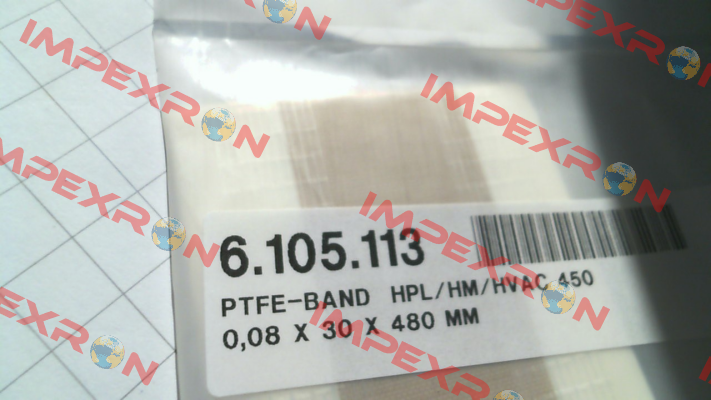 IMPEXRON
IMPEXRON
IMPEXRON
IMPEXRON
IMPEXRON
IMPEXRON
IMPEXRON
6.105.113
PTFE-BAND HPL/HM/HVAC 450
0,08 X 30 X 480 MM